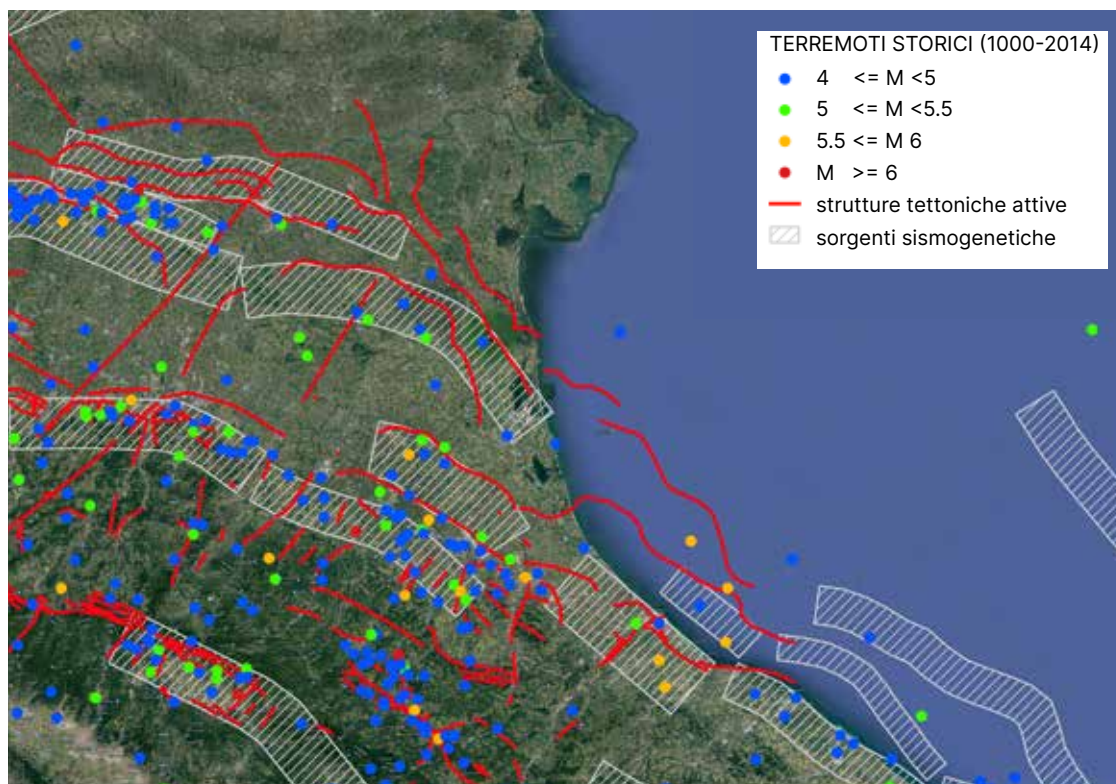 TERREMOTI STORICI (1000-2014)
4 <= M <5
5 <= M <5.5
5.5 <= M 6
M >= 6
strutture tettoniche attive
sorgenti sismogenetiche